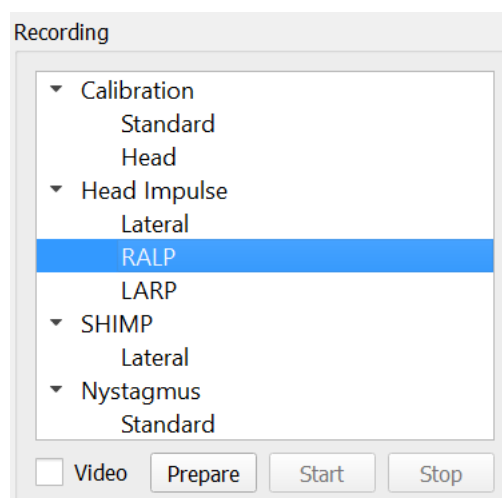 Recording
Calibration
Standard
Head
Head Impulse
Lateral
RALP
LARP
SHIMP
Lateral
Nystagmus
Standard
Video Prepare Start Stop